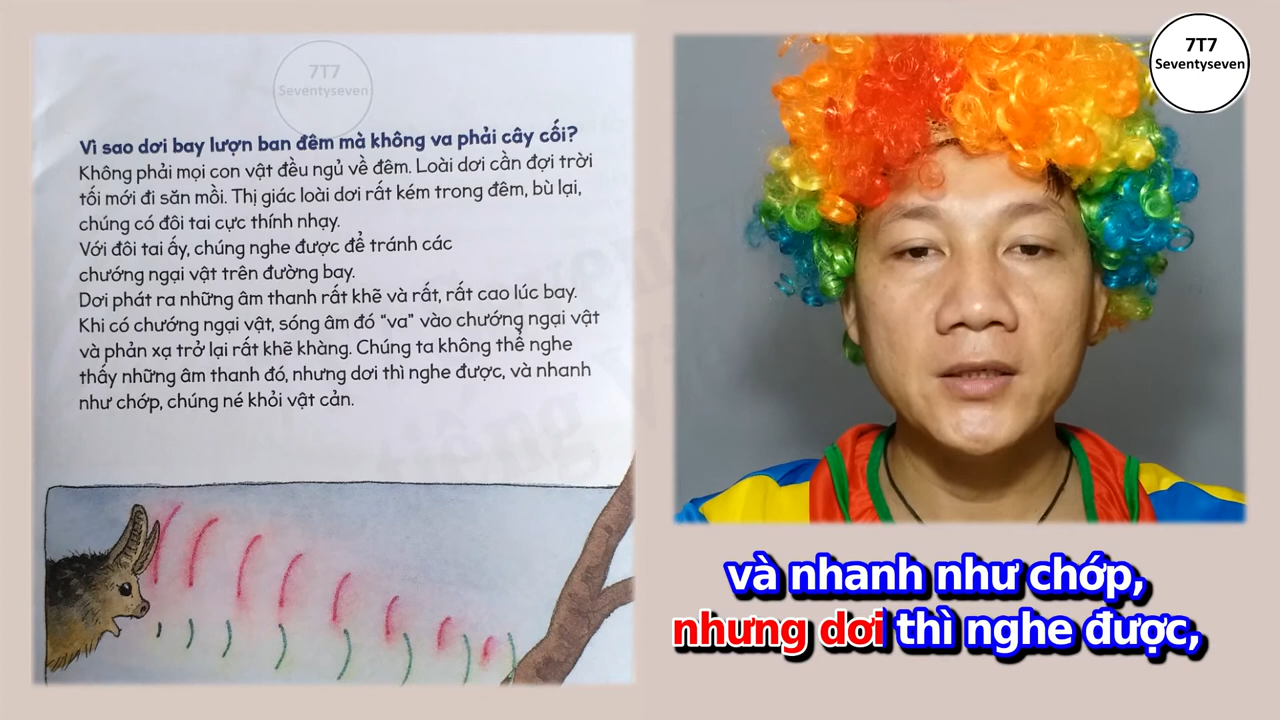 7T7
Seventyseven
Vì sao dơi bay lượn ban đêm mà không va phải cây cối?
Không phải mọi con vật đều ngủ về đêm. Loài dơi cần đợi trời
tối mới đi săn mồi. Thị giác loài dơi rất kém trong đêm, bù lại,
chúng có đôi tai cực thính nhạy.
Với đôi tai ấy, chúng nghe được để tránh các
chướng ngại vật trên đường bay.
Dơi phát ra những âm thanh rất khẽ và rất, rất cao lúc bay.
Khi có chướng ngại vật, sóng âm đó “va” vào chướng ngại vật
và phản xạ trở lại rất khẽ khàng. Chúng ta không thể nghe
thấy những âm thanh đó, nhưng dơi thì nghe được, và nhanh
như chớp, chúng né khỏi vật cản.
7T7
Seventyseven
và nhanh như chớp,
nhưng dơi thì nghe được,